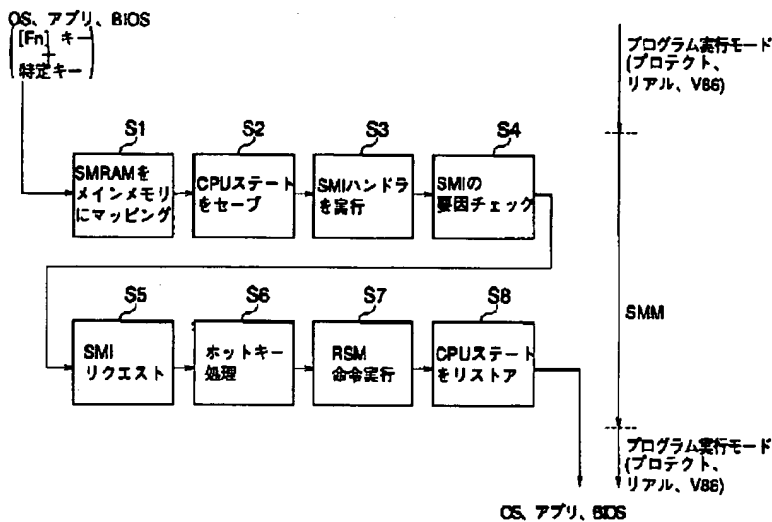 OS、アプリ、BIOS
[Fn] キー
+
特定キー
プログラム実行モード
(プロテクト、
リアル、V86)
S1
S2
S3
S4
SMRAMを
メインメモリ
にマッピング
CPUステート
をセーブ
SMIハンドラ
を実行
SMIの
要因チェック
S5
S6
S7
S8
SMI
リクエスト
ホットキー
処理
RSM
命令実行
CPUステート
をリストア
SMM
プログラム実行モード
(プロテクト、
リアル、V86)
OS、アプリ、BIOS